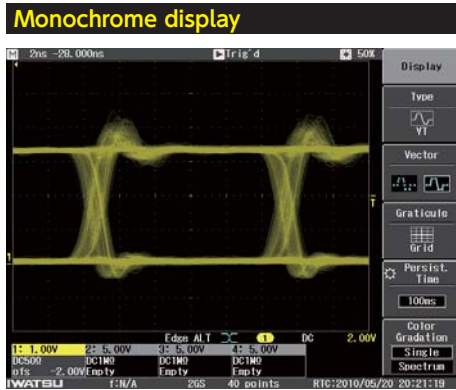 Monochrome display
M 2ns -28.000ns Trig'd 50%
Display
Type
YT
Vector
Graticule
Grid
T
1
Persist.
Time
100ms
Color
Gradation
Single
Spectrum
Edge ALT 1 DC 2.00V
1: 1.00V 2: 5.00V 3: 5.00V 4: 5.00V
DC50Ω DC1MΩ DC1MΩ DC1MΩ
ofs -2.00V Empty Empty Empty
IWATSU f:N/A 2GS 40 points RTC:2010/05/20 20:21:19